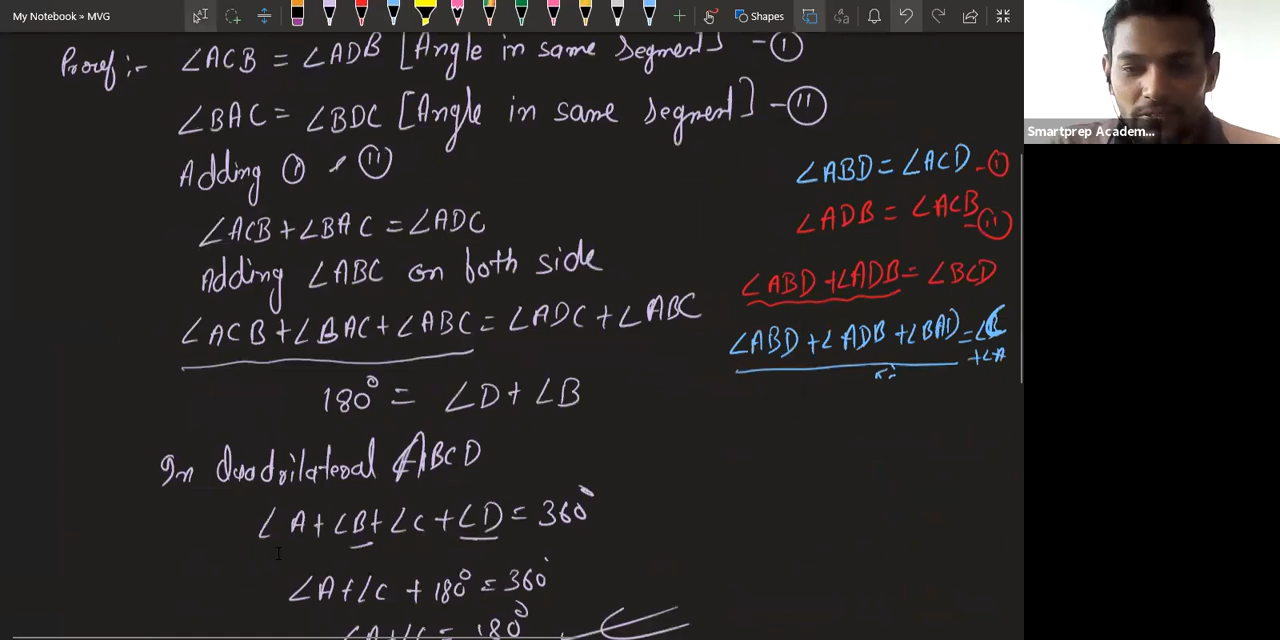 My Notebook » MVG
Shapes
Smartprep Academ...
Proof :- ∠ACB = ∠ADB [Angle in same segment] - (I)
∠BAC = ∠BDC [Angle in same segment] - (II)
Adding (I) & (II)
∠ACB + ∠BAC = ∠ADC
Adding ∠ABC on both side
∠ACB + ∠BAC + ∠ABC = ∠ADC + ∠ABC
180° = ∠D + ∠B
In Quadrilateral ABCD
∠A + ∠B + ∠C + ∠D = 360°
∠A + ∠C + 180° = 360°
∠A + ∠C = 180°
∠ABD = ∠ACD - (I)
∠ADB = ∠ACB - (II)
∠ABD + ∠ADB = ∠BCD
∠ABD + ∠ADB + ∠BAD = ∠C
+ ∠A